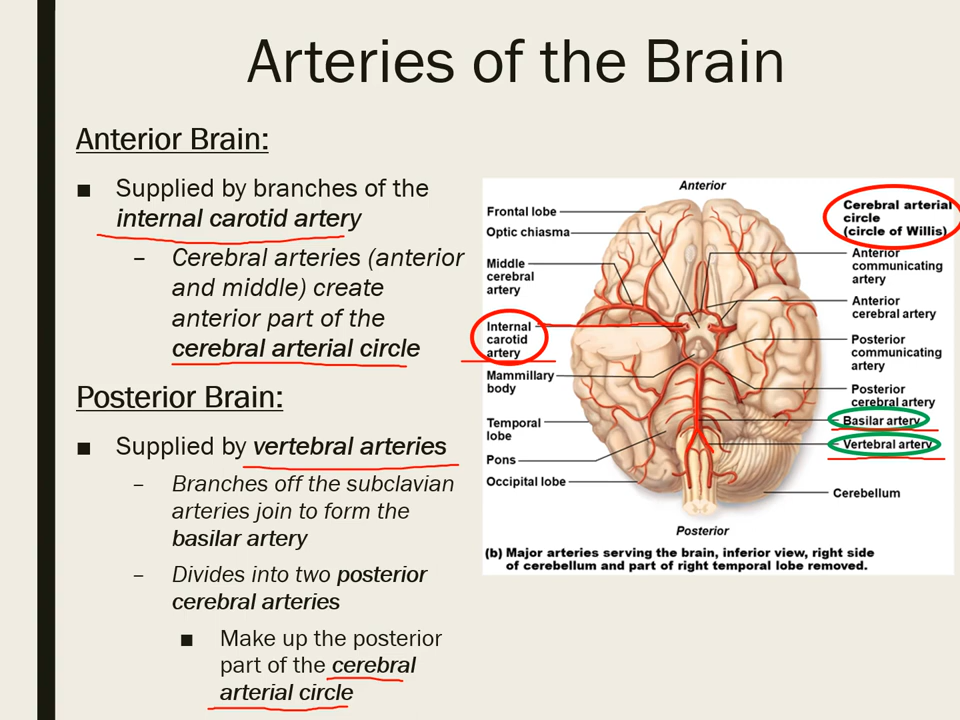 Arteries of the Brain
Anterior Brain:
■ Supplied by branches of the
internal carotid artery
– Cerebral arteries (anterior
and middle) create
anterior part of the
cerebral arterial circle
Posterior Brain:
■ Supplied by vertebral arteries
– Branches off the subclavian
arteries join to form the
basilar artery
– Divides into two posterior
cerebral arteries
■ Make up the posterior
part of the cerebral
arterial circle
Anterior
Frontal lobe
Optic chiasma
Middle
cerebral
artery
Internal
carotid
artery
Mammillary
body
Temporal
lobe
Pons
Occipital lobe
Cerebral arterial
circle
(circle of Willis)
Anterior
communicating
artery
Anterior
cerebral artery
Posterior
communicating
artery
Posterior
cerebral artery
Basilar artery
Vertebral artery
Cerebellum
Posterior
(b) Major arteries serving the brain, inferior view, right side
of cerebellum and part of right temporal lobe removed.